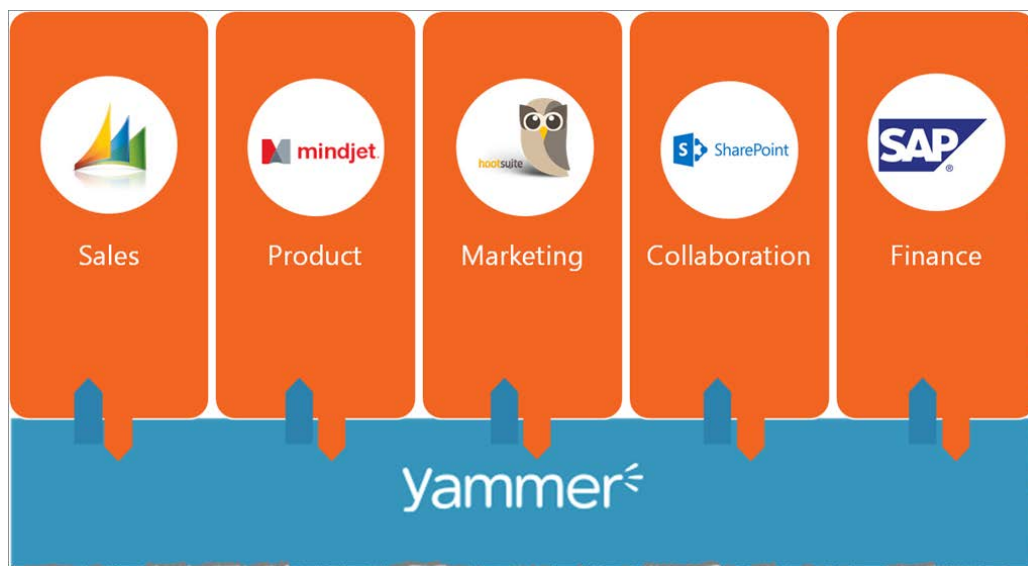 mindjet.
hootsuite
S SharePoint
SAP®
Sales
Product
Marketing
Collaboration
Finance
yammer